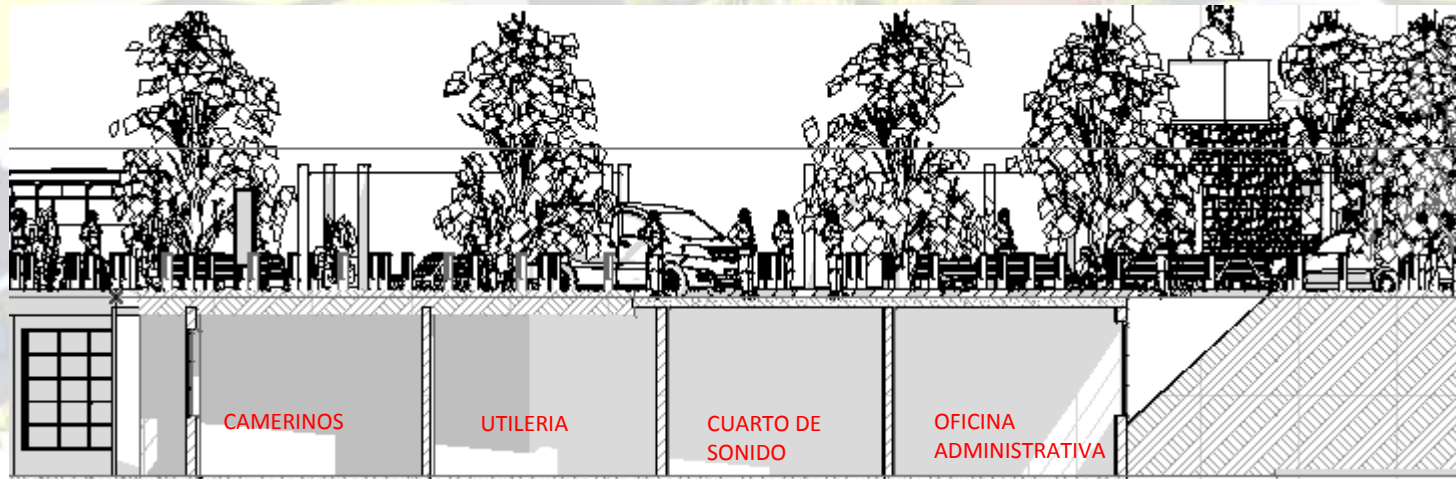 CAMERINOS
UTILERIA
CUARTO DE
SONIDO
OFICINA
ADMINISTRATIVA